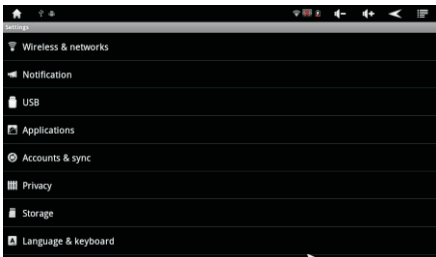 Settings
Wireless & networks
Notification
USB
Applications
Accounts & sync
Privacy
Storage
Language & keyboard